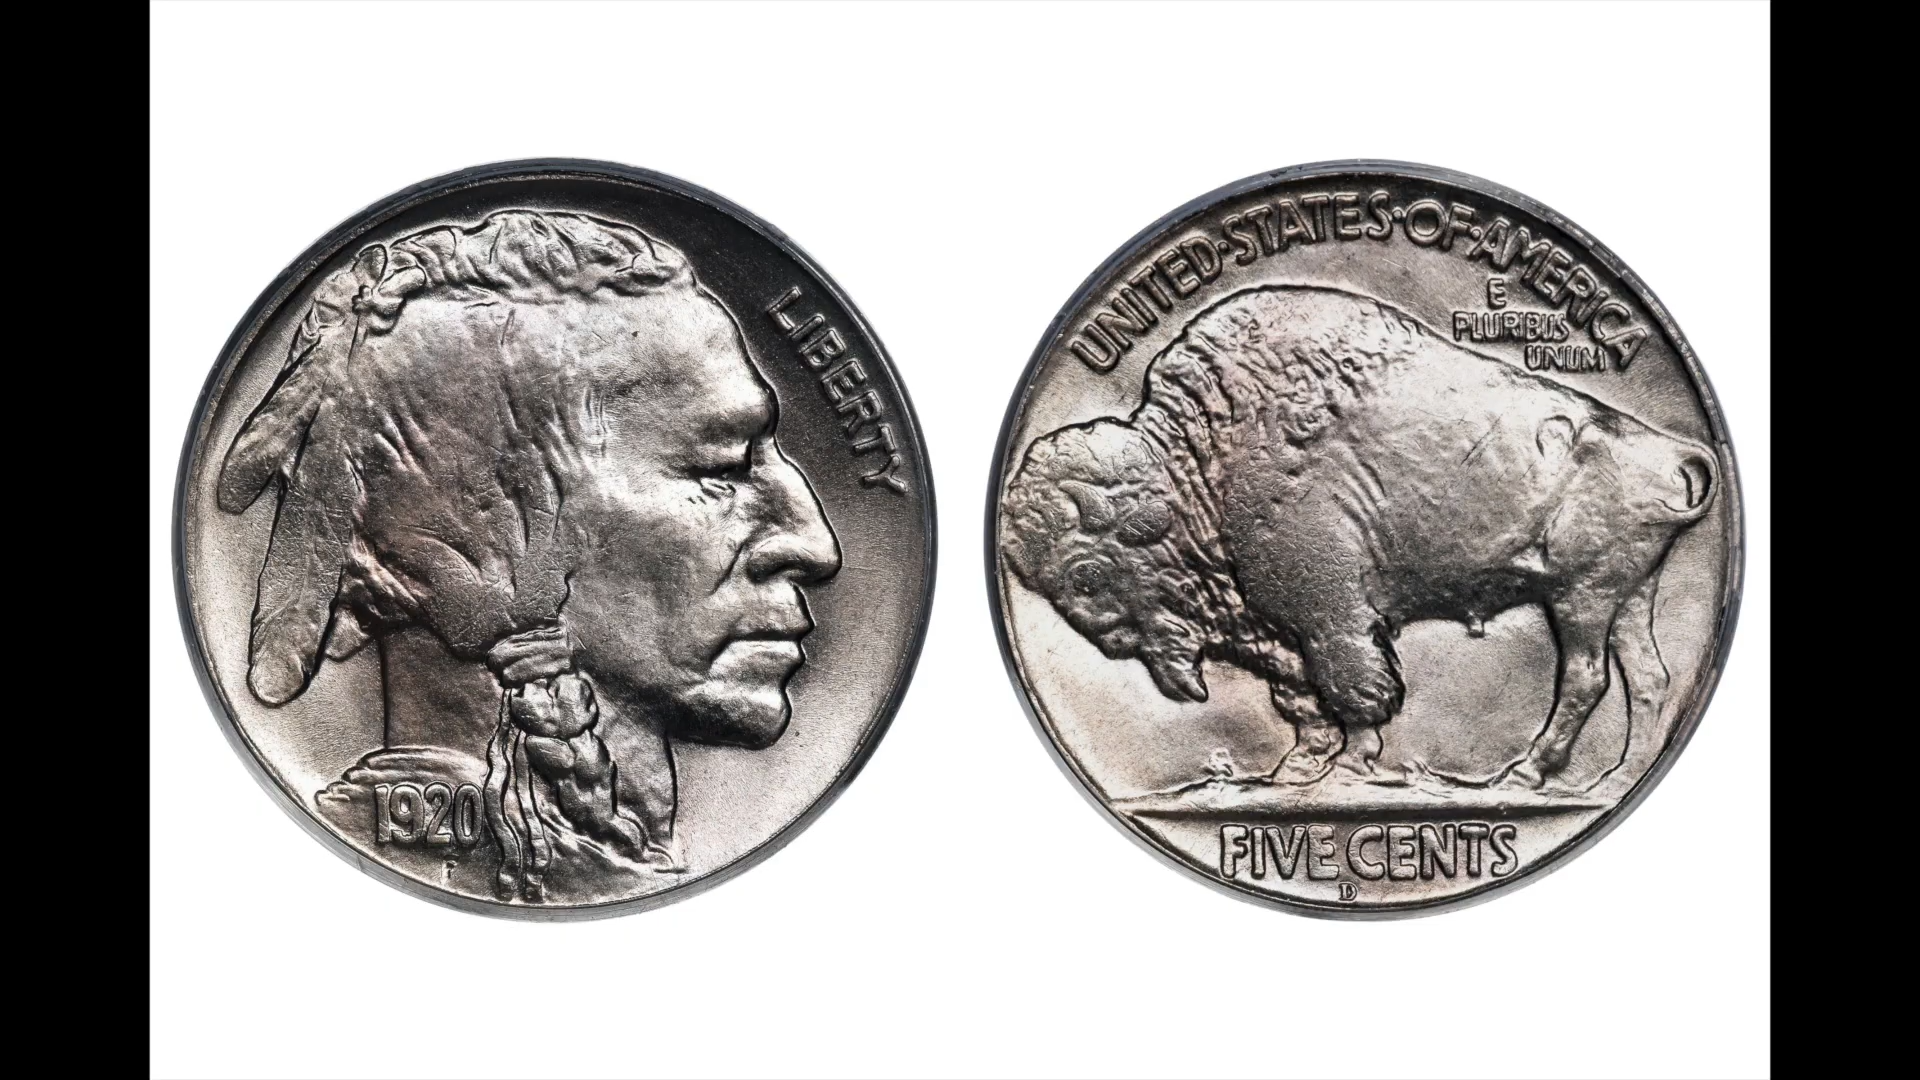 LIBERTY
1920
F
UNITED·STATES·OF·AMERICA
E
PLURIBUS
UNUM
FIVE CENTS
D